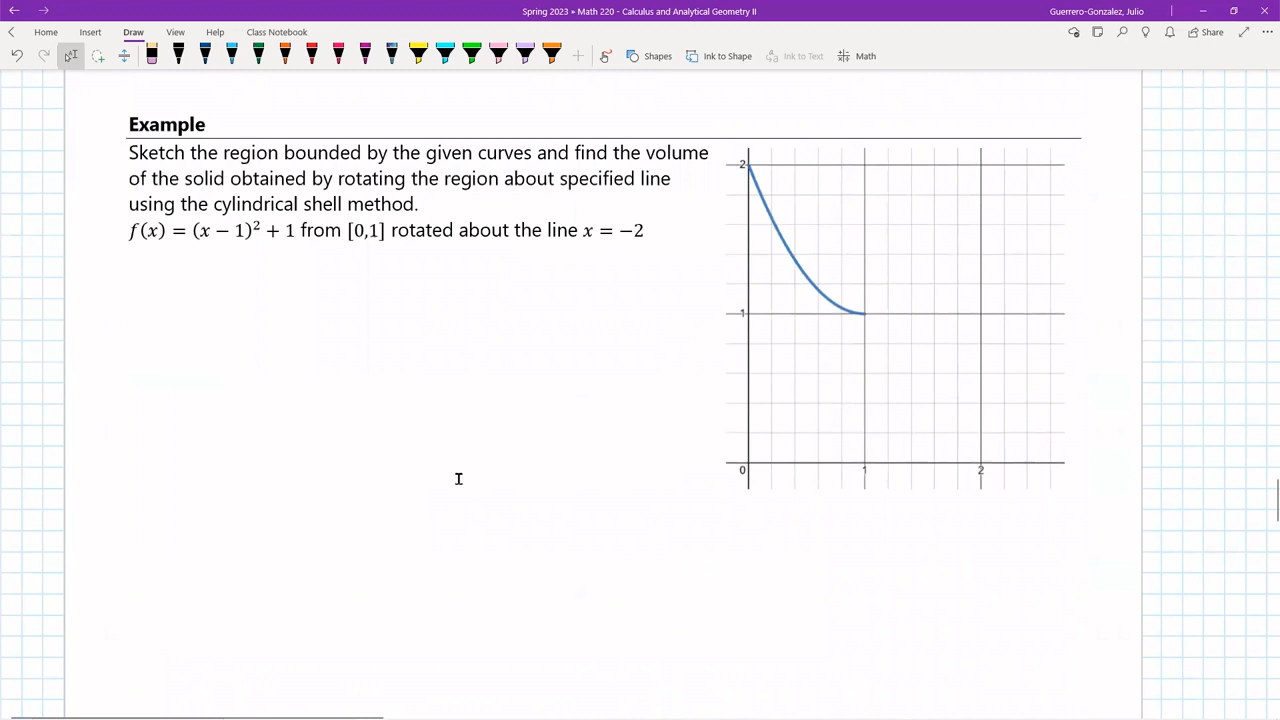 Spring 2023 » Math 220 - Calculus and Analytical Geometry II
Guerrero-Gonzalez, Julio
Home Insert Draw View Help Class Notebook
Share
Shapes Ink to Shape Ink to Text Math
Example
Sketch the region bounded by the given curves and find the volume
of the solid obtained by rotating the region about specified line
using the cylindrical shell method.
f(x) = (x − 1)² + 1 from [0,1] rotated about the line x = −2
2
1
0 1 2